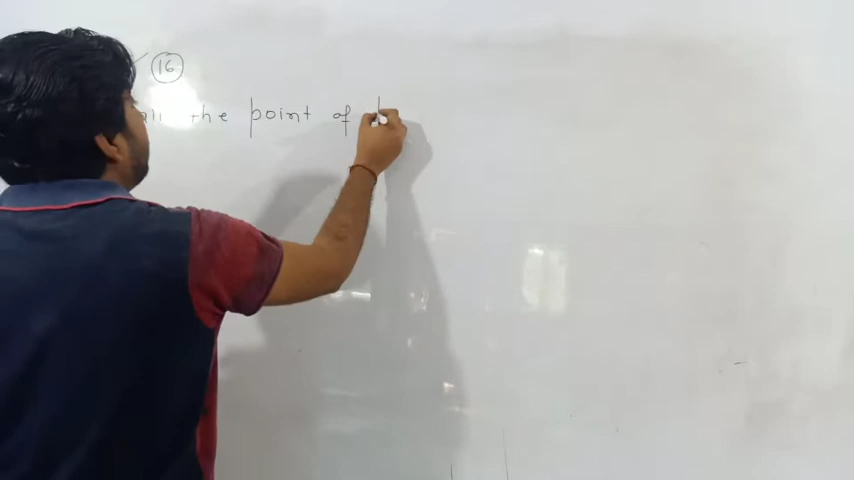 16
the point of